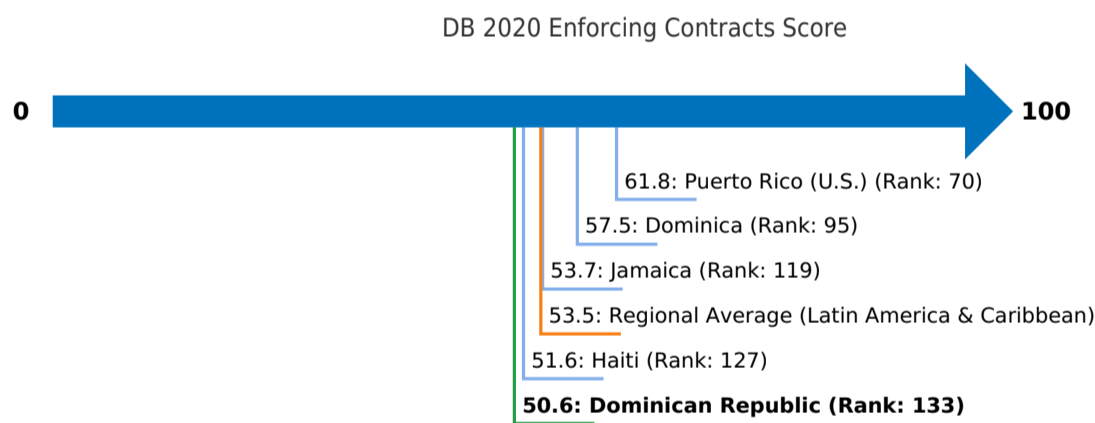 DB 2020 Enforcing Contracts Score
0
100
61.8: Puerto Rico (U.S.) (Rank: 70)
57.5: Dominica (Rank: 95)
53.7: Jamaica (Rank: 119)
53.5: Regional Average (Latin America & Caribbean)
51.6: Haiti (Rank: 127)
50.6: Dominican Republic (Rank: 133)